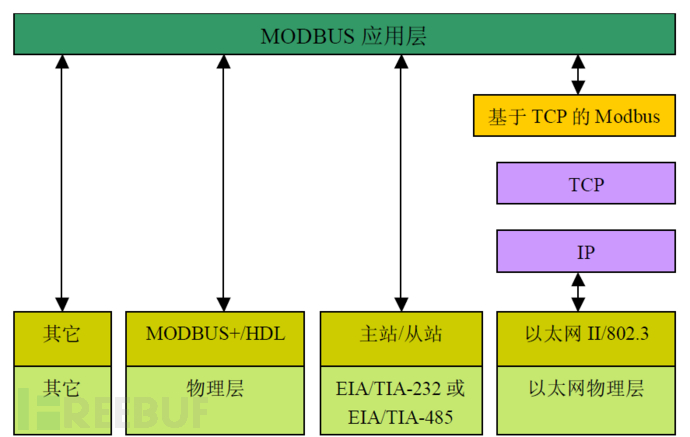 MODBUS 应用层
基于 TCP 的 Modbus
TCP
IP
其它
MODBUS+/HDL
主站/从站
以太网 II/802.3
其它
物理层
EIA/TIA-232 或
EIA/TIA-485
以太网物理层
FREEBUF